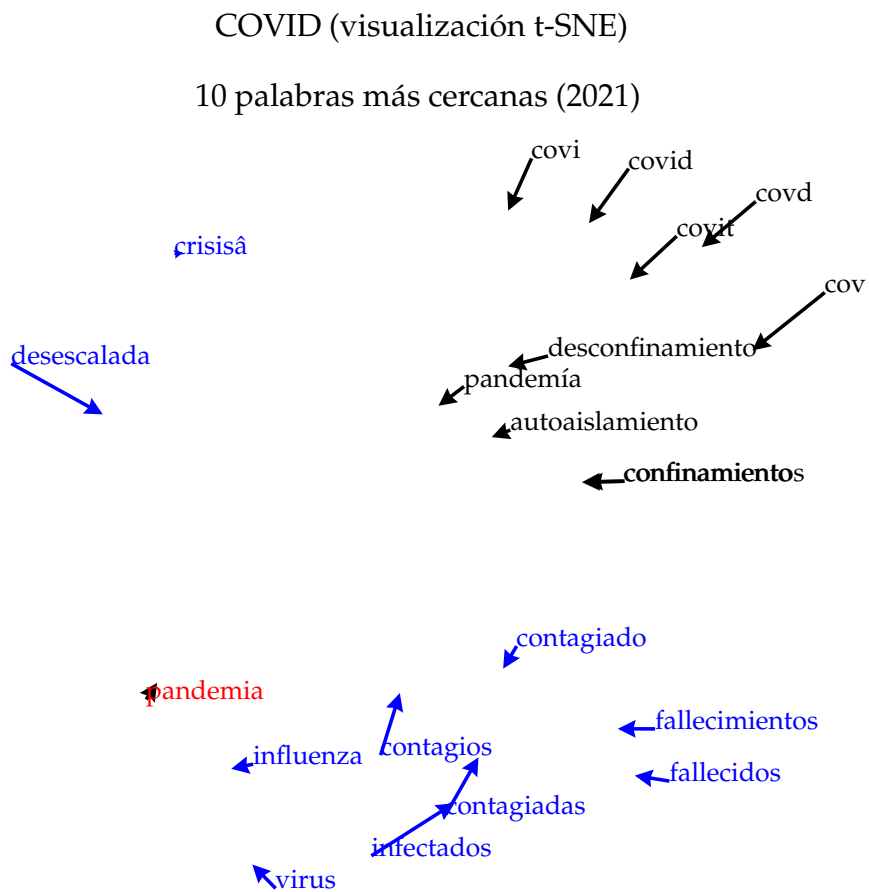 COVID (visualización t-SNE)
10 palabras más cercanas (2021)
covi
covid
covd
covit
crisisâ
cov
desconfinamiento
desescalada
pandemía
autoaislamiento
confinamientos
contagiado
pandemia
fallecimientos
contagios
influenza
fallecidos
contagiadas
infectados
virus